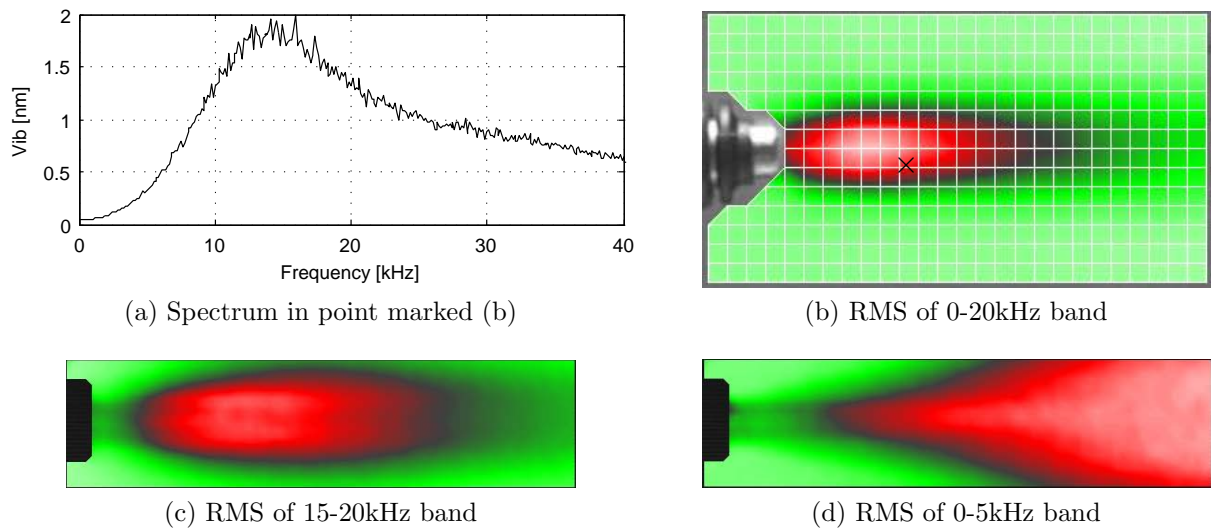 2
1.5
1
0.5
0
Vib [nm]
0 10 20 30 40
Frequency [kHz]
(a) Spectrum in point marked (b)
(b) RMS of 0-20kHz band
(c) RMS of 15-20kHz band
(d) RMS of 0-5kHz band